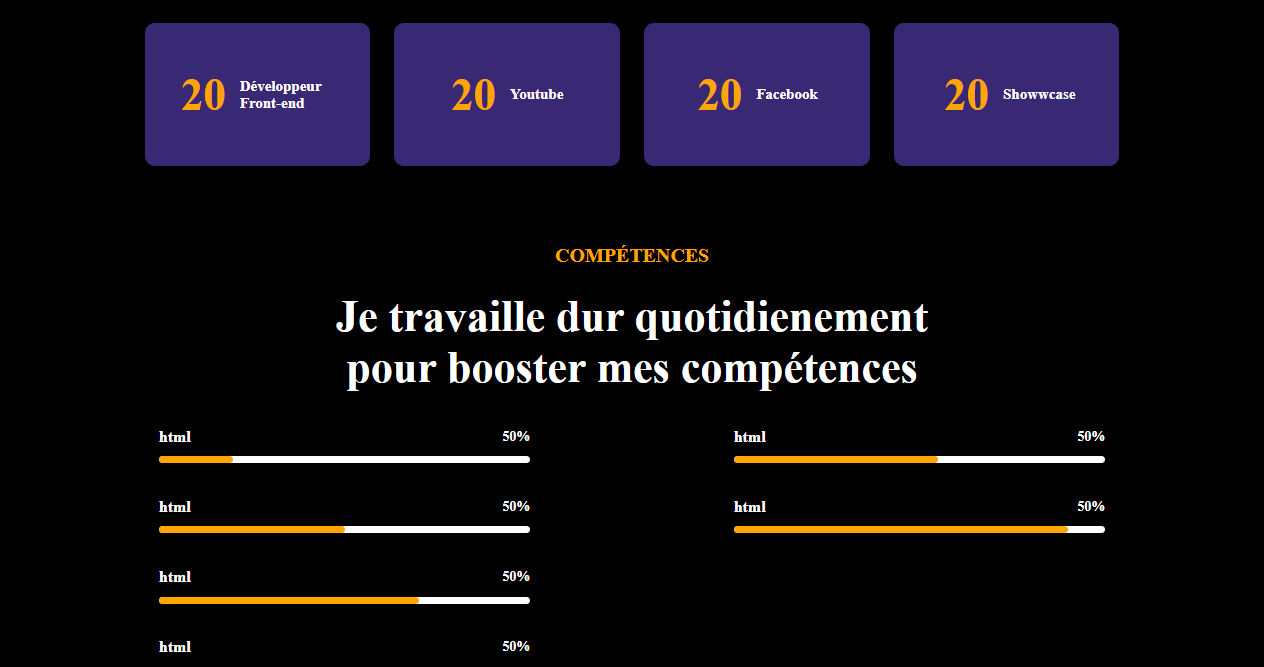 20 Développeur
Front-end
20 Youtube
20 Facebook
20 Showwcase
COMPÉTENCES
Je travaille dur quotidienement
pour booster mes compétences
html 50%
html 50%
html 50%
html 50%
html 50%
html 50%